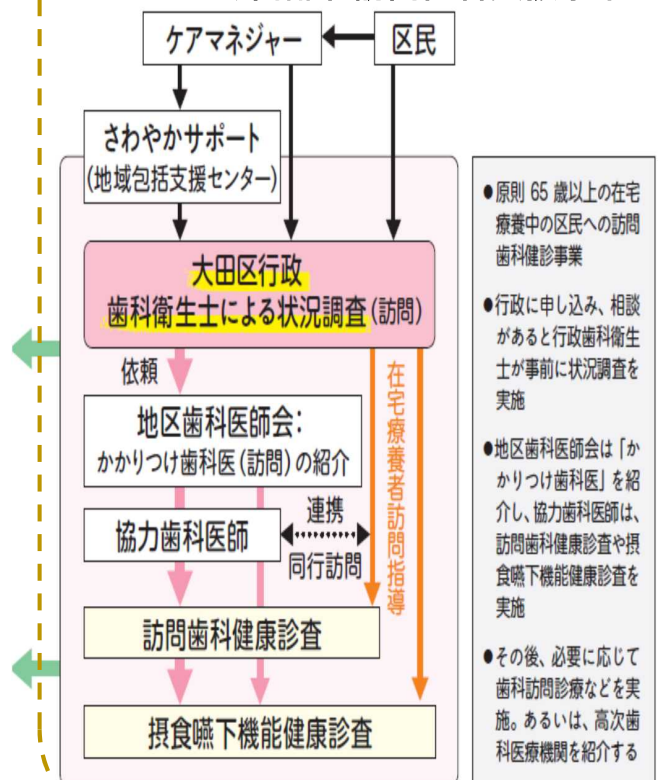 ケアマネジャー
区民
さわやかサポート
(地域包括支援センター)
大田区行政
歯科衛生士による状況調査(訪問)
依頼
地区歯科医師会:
かかりつけ歯科医(訪問)の紹介
協力歯科医師
連携
同行訪問
在宅療養者訪問指導
訪問歯科健康診査
摂食嚥下機能健康診査
●原則 65 歳以上の在宅
療養中の区民への訪問
歯科健診事業
●行政に申し込み、相談
があると行政歯科衛生
士が事前に状況調査を
実施
●地区歯科医師会は「か
かりつけ歯科医」を紹
介し、協力歯科医師は、
訪問歯科健康診査や摂
食嚥下機能健康診査を
実施
●その後、必要に応じて
歯科訪問診療などを実
施。あるいは、高次歯
科医療機関を紹介する